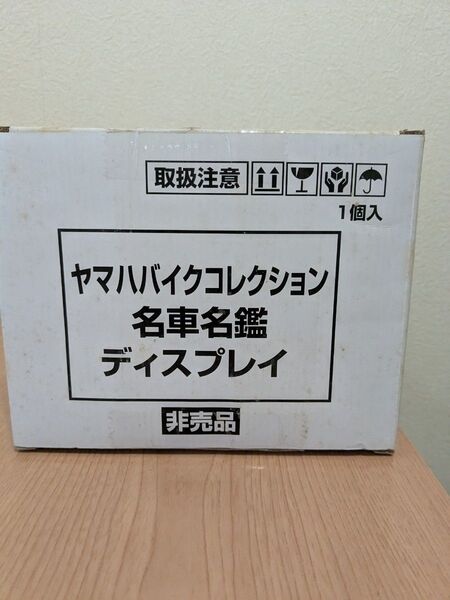 取扱注意
1個入
ヤマハバイクコレクション
名車名鑑
ディスプレイ
非売品